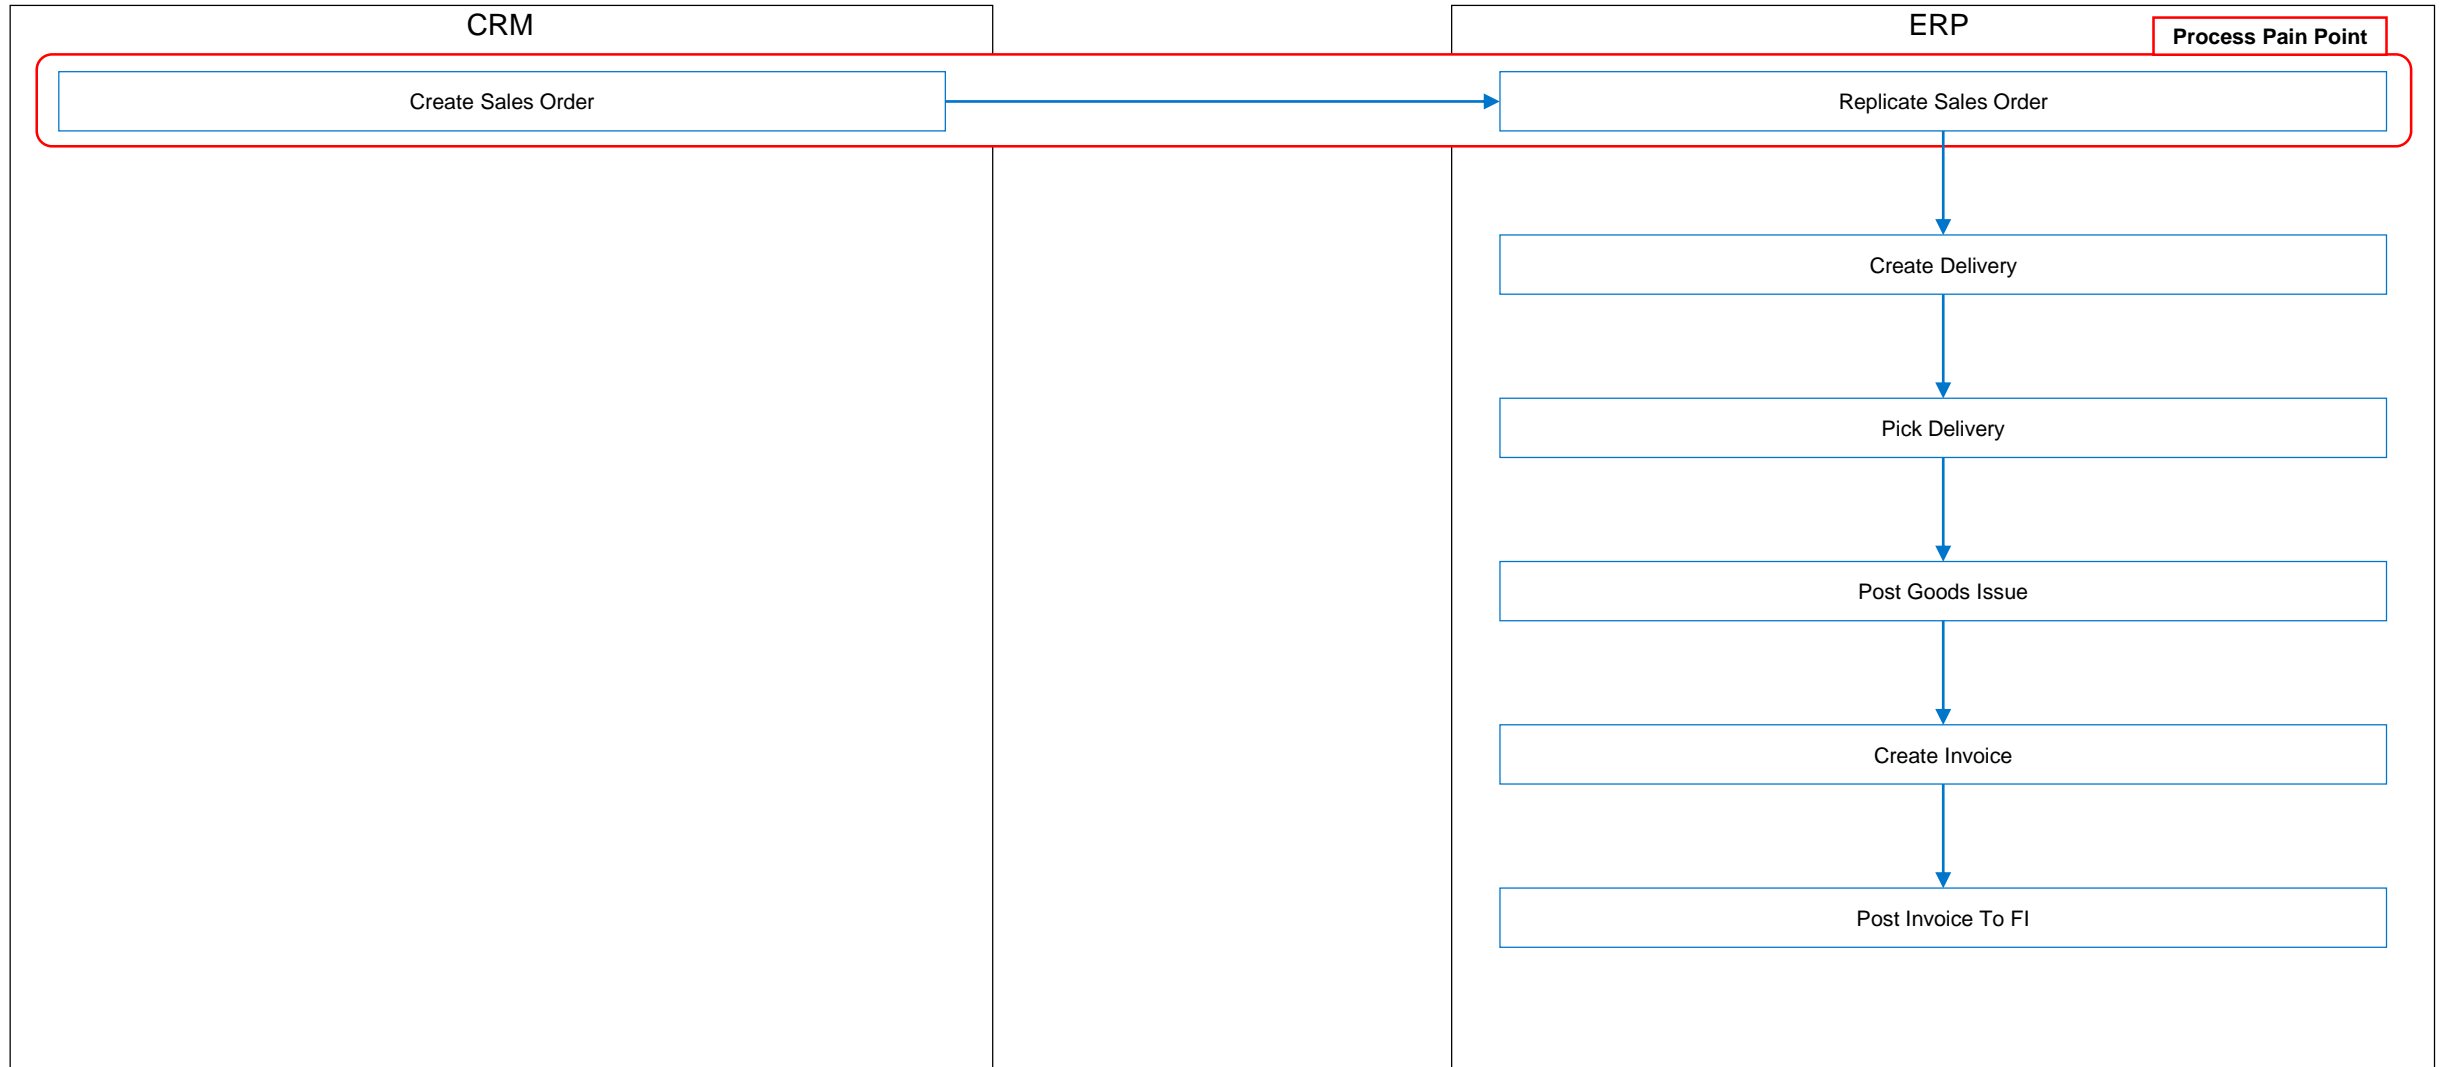 CRM
ERP
Process Pain Point
Create Sales Order
Replicate Sales Order
Create Delivery
Pick Delivery
Post Goods Issue
Create Invoice
Post Invoice To FI